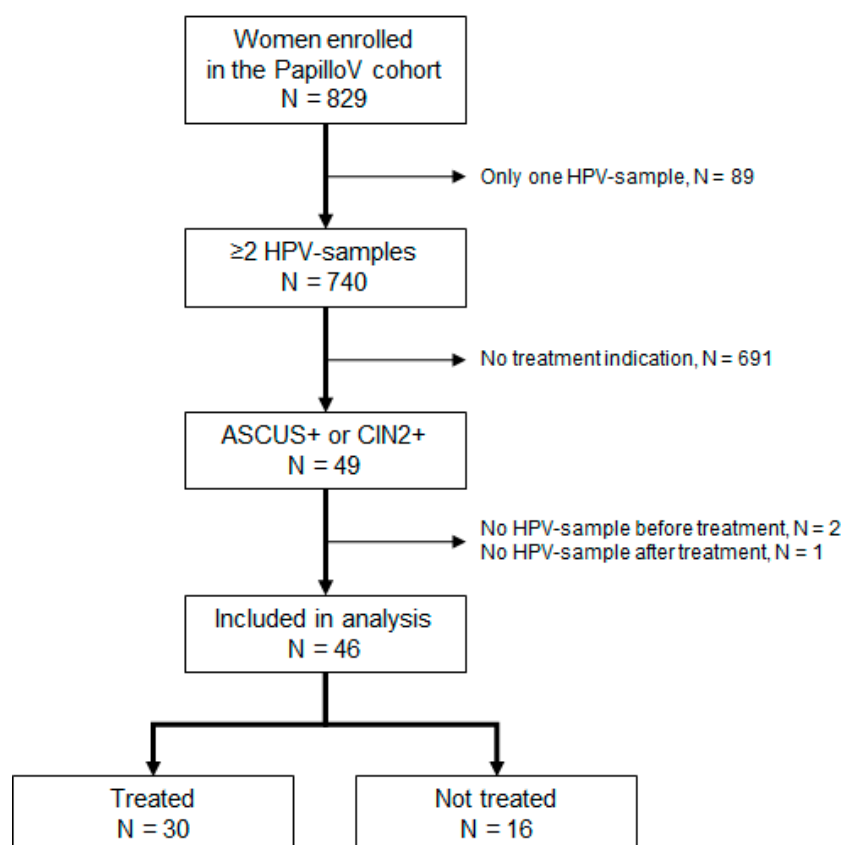 Women enrolled
in the PapilloV cohort
N = 829
Only one HPV-sample, N = 89
≥2 HPV-samples
N = 740
No treatment indication, N = 691
ASCUS+ or CIN2+
N = 49
No HPV-sample before treatment, N = 2
No HPV-sample after treatment, N = 1
Included in analysis
N = 46
Treated
N = 30
Not treated
N = 16